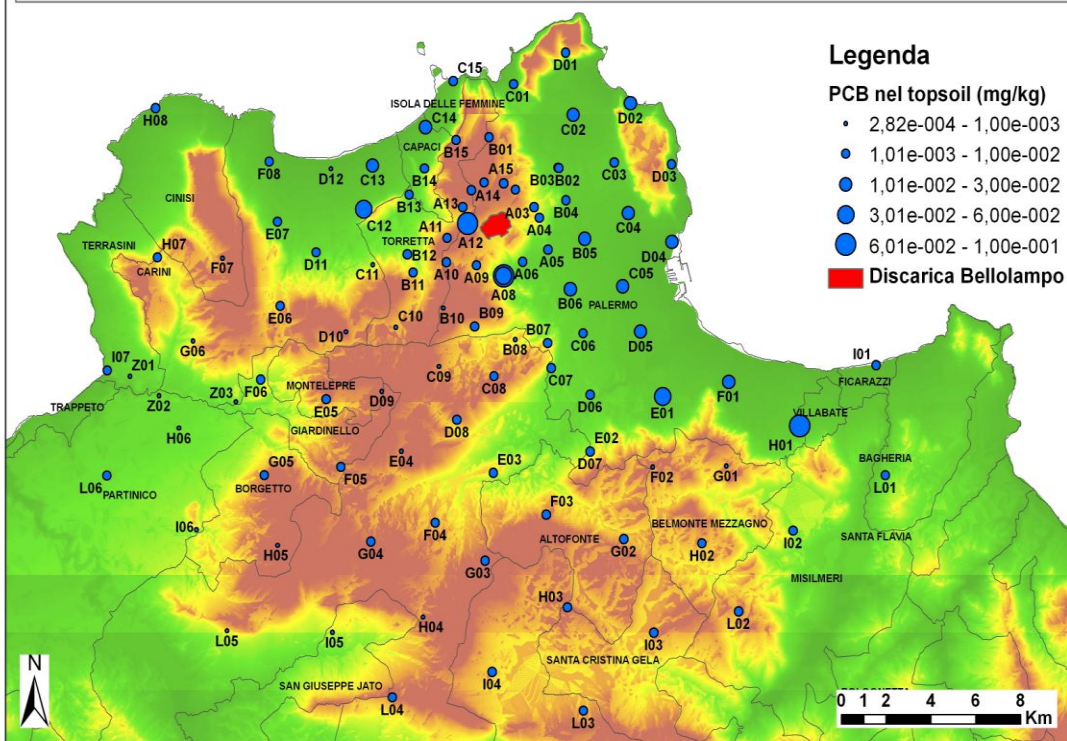 Legenda
PCB nel topsoil (mg/kg)
2,82e-004 - 1,00e-003
1,01e-003 - 1,00e-002
1,01e-002 - 3,00e-002
3,01e-002 - 6,00e-002
6,01e-002 - 1,00e-001
Discarica Bellolampo
D01
C15
C01
ISOLA DELLE FEMMINE
D02
H08
C02
C14
CAPACI
B15
B01
F08
D12
C13
B14
A15
B03
B02
C03
D03
CINISI
B13
A14
A13
A03
B04
C12
A04
C04
E07
A11
A12
TERRASINI
H07
CARINI
TORRETTA
B05
D11
B12
A05
D04
F07
C11
B11
A10
A09
A06
C05
A08
B06
PALERMO
E06
B10
B09
C10
D10
B07
B08
C06
D05
G06
I07
Z01
C09
C08
C07
I01
FICARAZZI
F06
MONTELEPRE
D09
F01
Z03
Z02
E05
D06
E01
VILLABATE
TRAPPETO
GIARDINELLO
D08
H01
H06
E02
E04
D07
BAGHERIA
G05
F05
E03
F02
G01
L06
PARTINICO
BORGETTO
L01
F03
I06
F04
BELMONTE MEZZAGNO
I02
SANTA FLAVIA
H05
G04
ALTOFONTE
G02
H02
G03
MISILMERI
H03
H04
L02
L05
I05
I03
SANTA CRISTINA GELA
I04
SAN GIUSEPPE JATO
L04
L03
N
0 1 2 4 6 8
Km